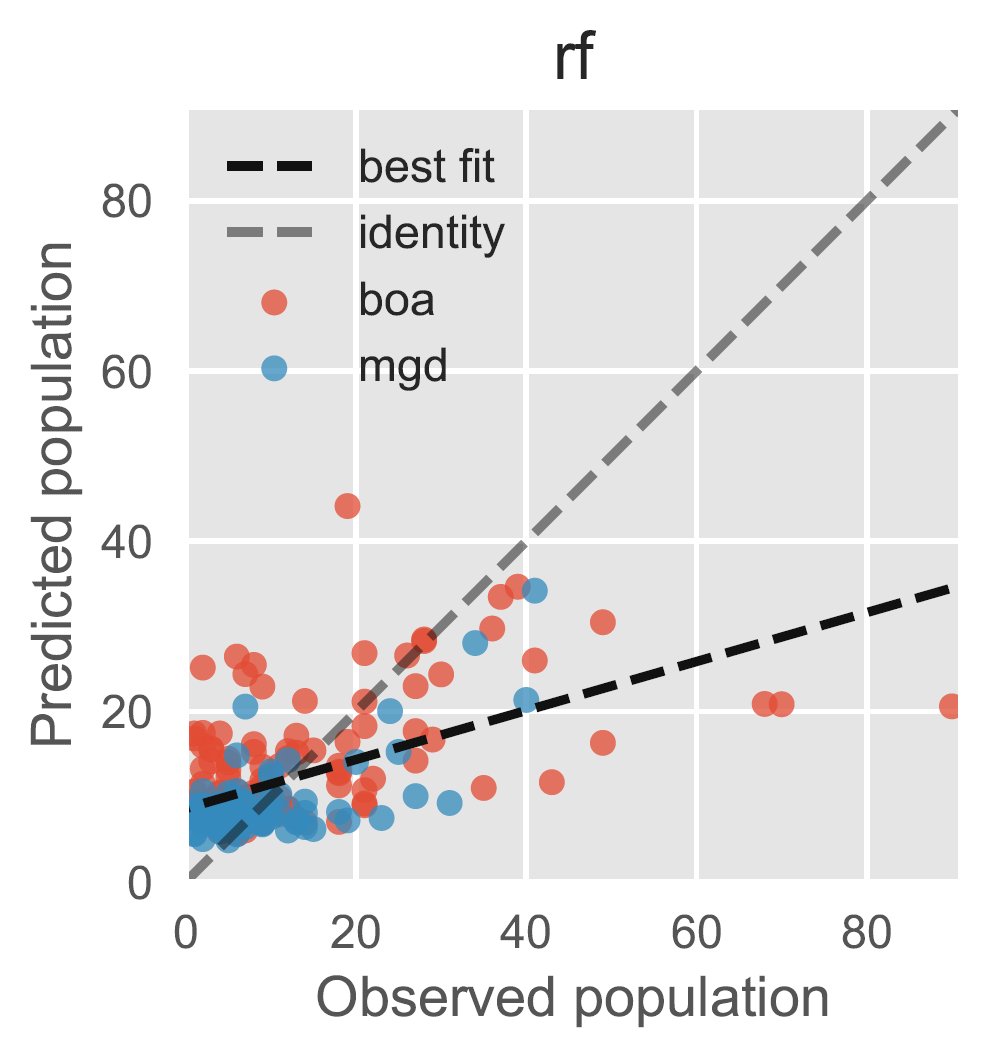 rf
best fit
identity
boa
mgd
Predicted population
80
60
40
20
0
0 20 40 60 80
Observed population